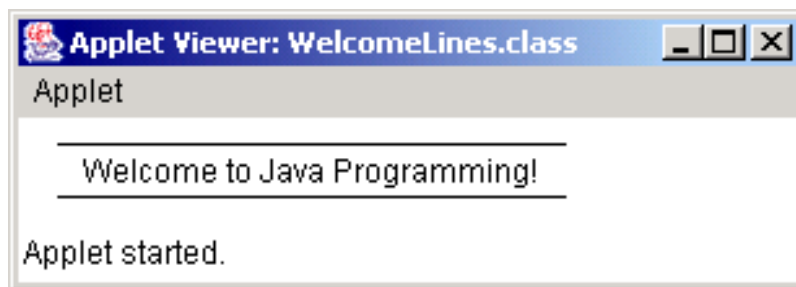 Applet Viewer: WelcomeLines.class
Applet
Welcome to Java Programming!
Applet started.